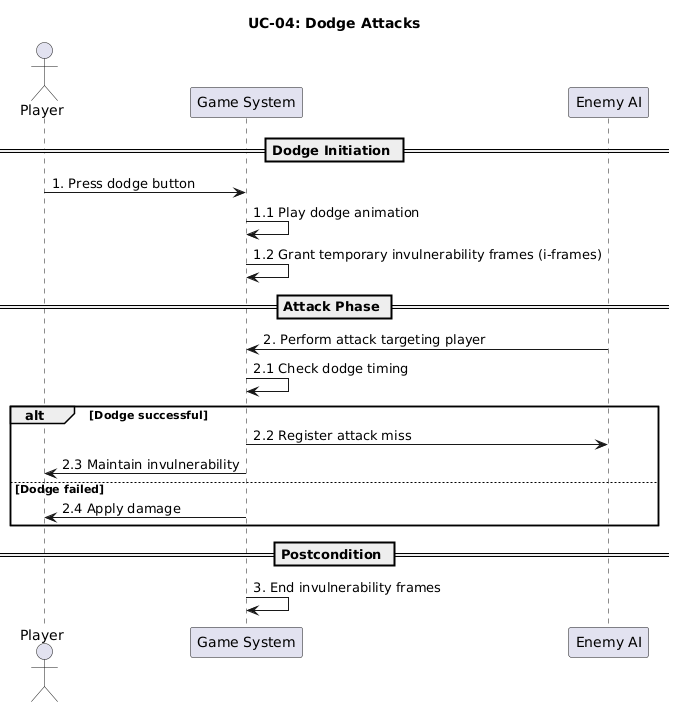 UC-04: Dodge Attacks
Player
Game System
Enemy AI
Dodge Initiation
1. Press dodge button
1.1 Play dodge animation
1.2 Grant temporary invulnerability frames (i-frames)
Attack Phase
2. Perform attack targeting player
2.1 Check dodge timing
alt [Dodge successful]
2.2 Register attack miss
2.3 Maintain invulnerability
[Dodge failed]
2.4 Apply damage
Postcondition
3. End invulnerability frames
Player
Game System
Enemy AI